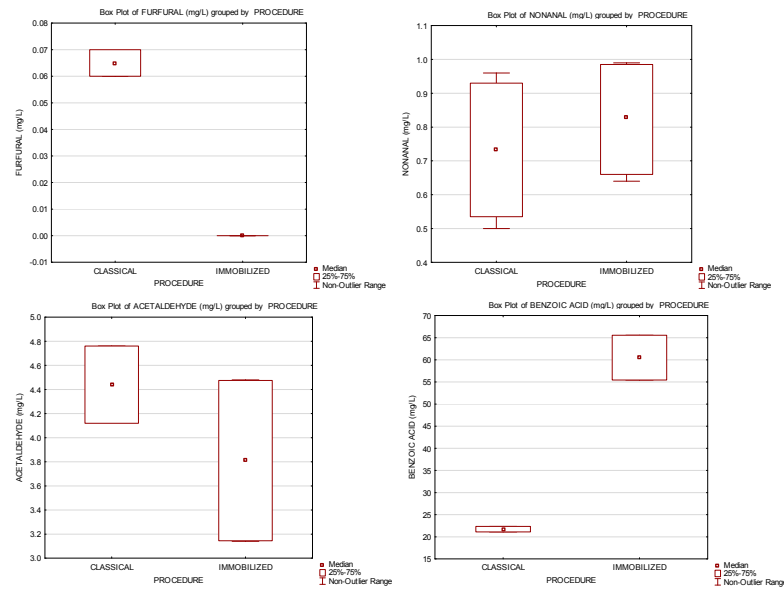 Box Plot of FURFURAL (mg/L) grouped by PROCEDURE
0.08
0.07
0.06
0.05
0.04
0.03
0.02
0.01
0.00
-0.01
FURFURAL (mg/L)
CLASSICAL IMMOBILIZED
PROCEDURE
Median
25%-75%
Non-Outlier Range
Box Plot of NONANAL (mg/L) grouped by PROCEDURE
1.1
1.0
0.9
0.8
0.7
0.6
0.5
0.4
NONANAL (mg/L)
CLASSICAL IMMOBILIZED
PROCEDURE
Median
25%-75%
Non-Outlier Range
Box Plot of ACETALDEHYDE (mg/L) grouped by PROCEDURE
5.0
4.8
4.6
4.4
4.2
4.0
3.8
3.6
3.4
3.2
3.0
ACETALDEHYDE (mg/L)
CLASSICAL IMMOBILIZED
PROCEDURE
Median
25%-75%
Non-Outlier Range
Box Plot of BENZOIC ACID (mg/L) grouped by PROCEDURE
70
65
60
55
50
45
40
35
30
25
20
15
BENZOIC ACID (mg/L)
CLASSICAL IMMOBILIZED
PROCEDURE
Median
25%-75%
Non-Outlier Range